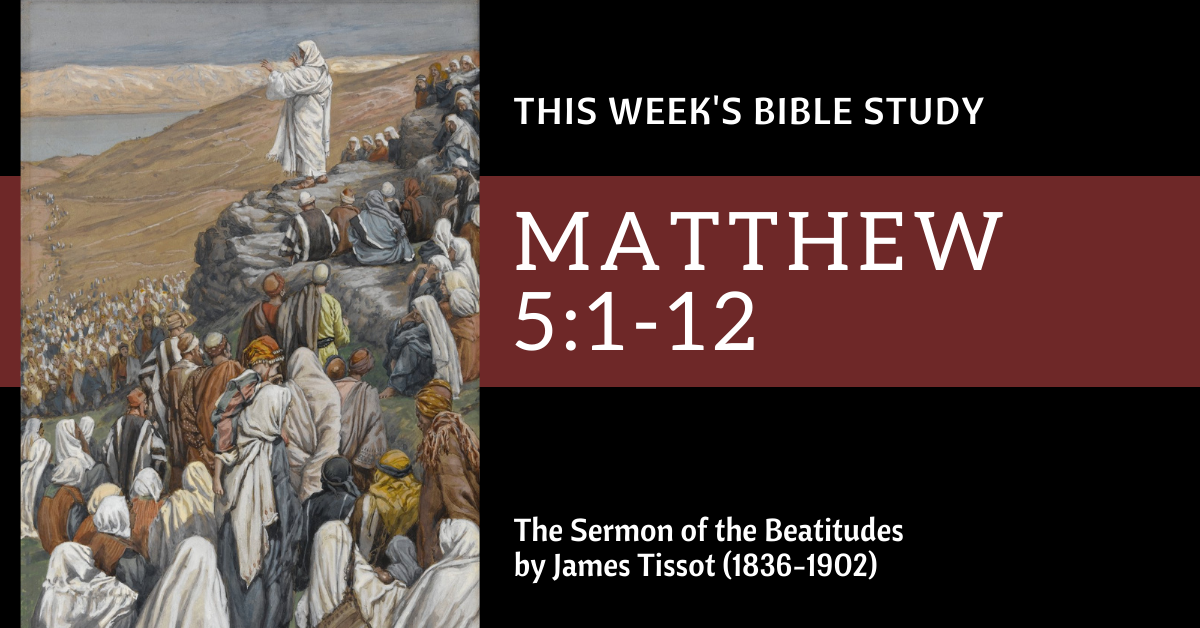 THIS WEEK'S BIBLE STUDY
MATTHEW
5:1-12
The Sermon of the Beatitudes
by James Tissot (1836-1902)